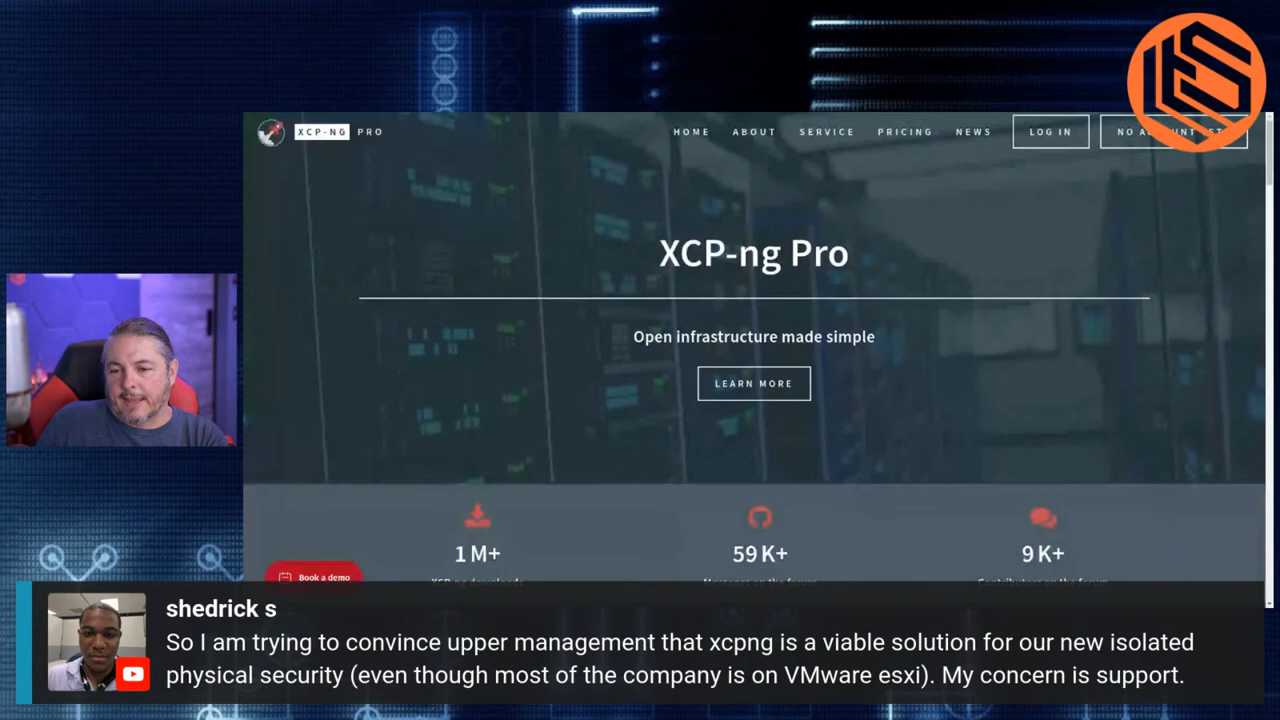 XCP-NG PRO
HOME ABOUT SERVICE PRICING NEWS LOG IN NO
XCP-ng Pro
Open infrastructure made simple
LEARN MORE
1 M+ 59 K+ 9 K+
Book a demo
shedrick s
So I am trying to convince upper management that xcpng is a viable solution for our new isolated
physical security (even though most of the company is on VMware esxi). My concern is support.